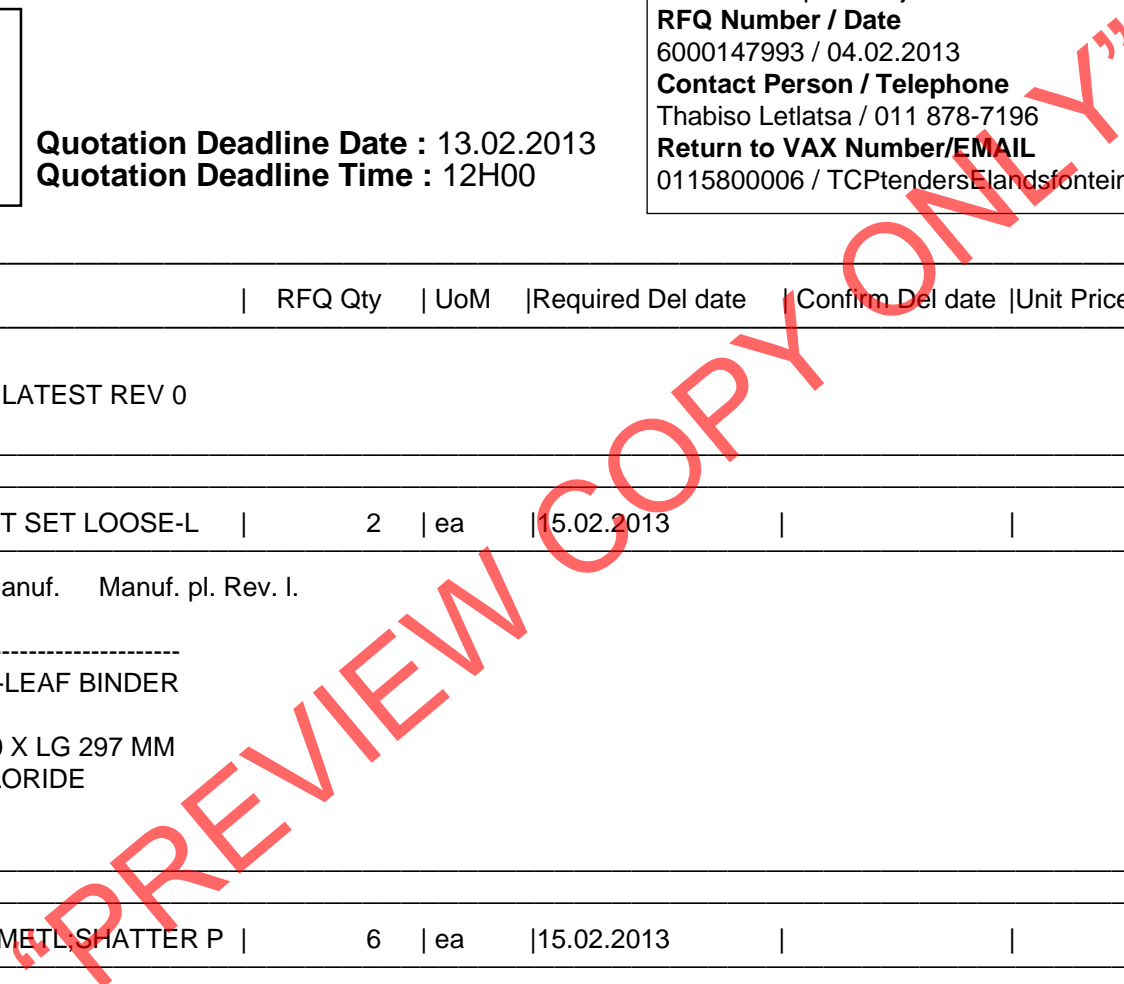 RFQ Number / Date
6000147993 / 04.02.2013
Contact Person / Telephone
Thabiso Letlatsa / 011 878-7196
Return to VAX Number/EMAIL
0115800006 / TCPtendersElandsfontein
Quotation Deadline Date : 13.02.2013
Quotation Deadline Time : 12H00
| RFQ Qty | UoM |Required Del date | Confirm Del date |Unit Price
LATEST REV 0
T SET LOOSE-L | 2 | ea |15.02.2013 | |
anuf. Manuf. pl. Rev. l.
---------------------
-LEAF BINDER
0 X LG 297 MM
LORIDE
METL;SHATTER P | 6 | ea |15.02.2013 | |
“PREVIEW COPY ONLY”